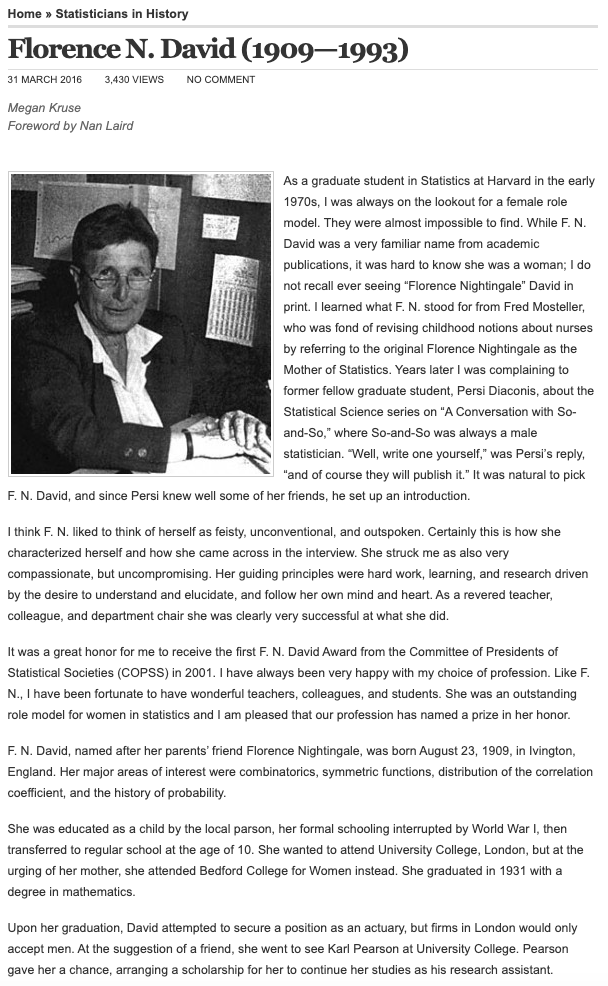 Home » Statisticians in History
Florence N. David (1909—1993)
31 MARCH 2016 3,430 VIEWS NO COMMENT
Megan Kruse
Foreword by Nan Laird
As a graduate student in Statistics at Harvard in the early
1970s, I was always on the lookout for a female role
model. They were almost impossible to find. While F. N.
David was a very familiar name from academic
publications, it was hard to know she was a woman; I do
not recall ever seeing “Florence Nightingale” David in
print. I learned what F. N. stood for from Fred Mosteller,
who was fond of revising childhood notions about nurses
by referring to the original Florence Nightingale as the
Mother of Statistics. Years later I was complaining to
former fellow graduate student, Persi Diaconis, about the
Statistical Science series on “A Conversation with So-
and-So,” where So-and-So was always a male
statistician. “Well, write one yourself,” was Persi’s reply,
“and of course they will publish it.” It was natural to pick
F. N. David, and since Persi knew well some of her friends, he set up an introduction.
I think F. N. liked to think of herself as feisty, unconventional, and outspoken. Certainly this is how she
characterized herself and how she came across in the interview. She struck me as also very
compassionate, but uncompromising. Her guiding principles were hard work, learning, and research driven
by the desire to understand and elucidate, and follow her own mind and heart. As a revered teacher,
colleague, and department chair she was clearly very successful at what she did.
It was a great honor for me to receive the first F. N. David Award from the Committee of Presidents of
Statistical Societies (COPSS) in 2001. I have always been very happy with my choice of profession. Like F.
N., I have been fortunate to have wonderful teachers, colleagues, and students. She was an outstanding
role model for women in statistics and I am pleased that our profession has named a prize in her honor.
F. N. David, named after her parents’ friend Florence Nightingale, was born August 23, 1909, in Ivington,
England. Her major areas of interest were combinatorics, symmetric functions, distribution of the correlation
coefficient, and the history of probability.
She was educated as a child by the local parson, her formal schooling interrupted by World War I, then
transferred to regular school at the age of 10. She wanted to attend University College, London, but at the
urging of her mother, she attended Bedford College for Women instead. She graduated in 1931 with a
degree in mathematics.
Upon her graduation, David attempted to secure a position as an actuary, but firms in London would only
accept men. At the suggestion of a friend, she went to see Karl Pearson at University College. Pearson
gave her a chance, arranging a scholarship for her to continue her studies as his research assistant.